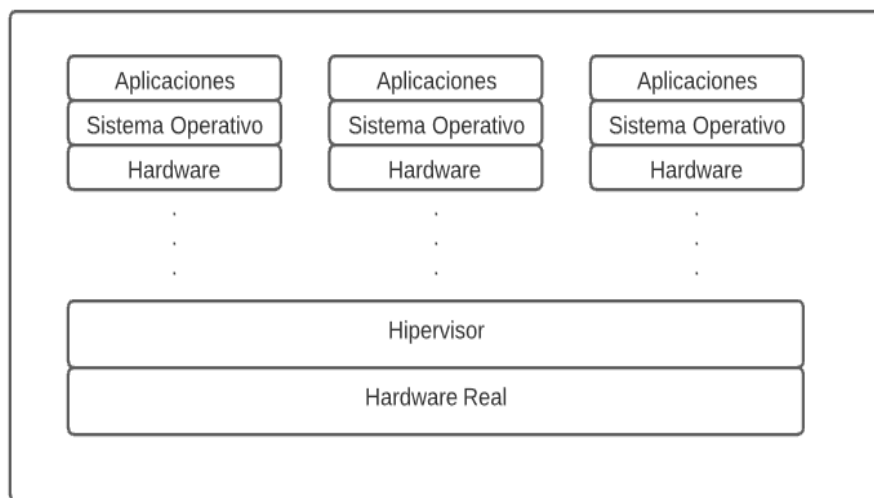 Aplicaciones
Sistema Operativo
Hardware
Aplicaciones
Sistema Operativo
Hardware
Aplicaciones
Sistema Operativo
Hardware
Hipervisor
Hardware Real